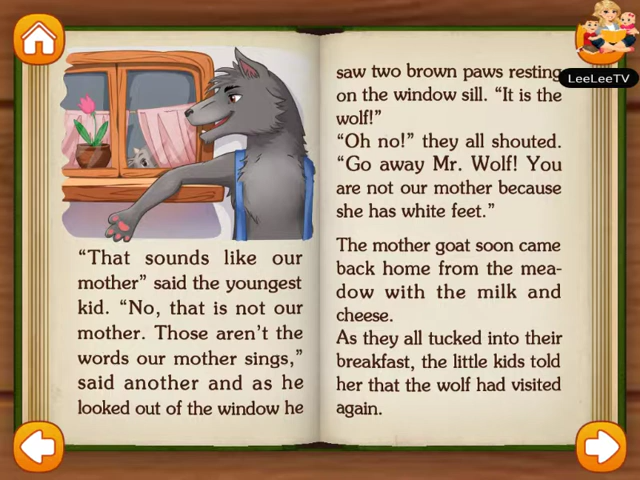 “That sounds like our
mother” said the youngest
kid. “No, that is not our
mother. Those aren’t the
words our mother sings,”
said another and as he
looked out of the window he
saw two brown paws resting
on the window sill. “It is the
wolf!”
“Oh no!” they all shouted.
“Go away Mr. Wolf! You
are not our mother because
she has white feet.”
The mother goat soon came
back home from the mea-
dow with the milk and
cheese.
As they all tucked into their
breakfast, the little kids told
her that the wolf had visited
again.
LeeLeeTV